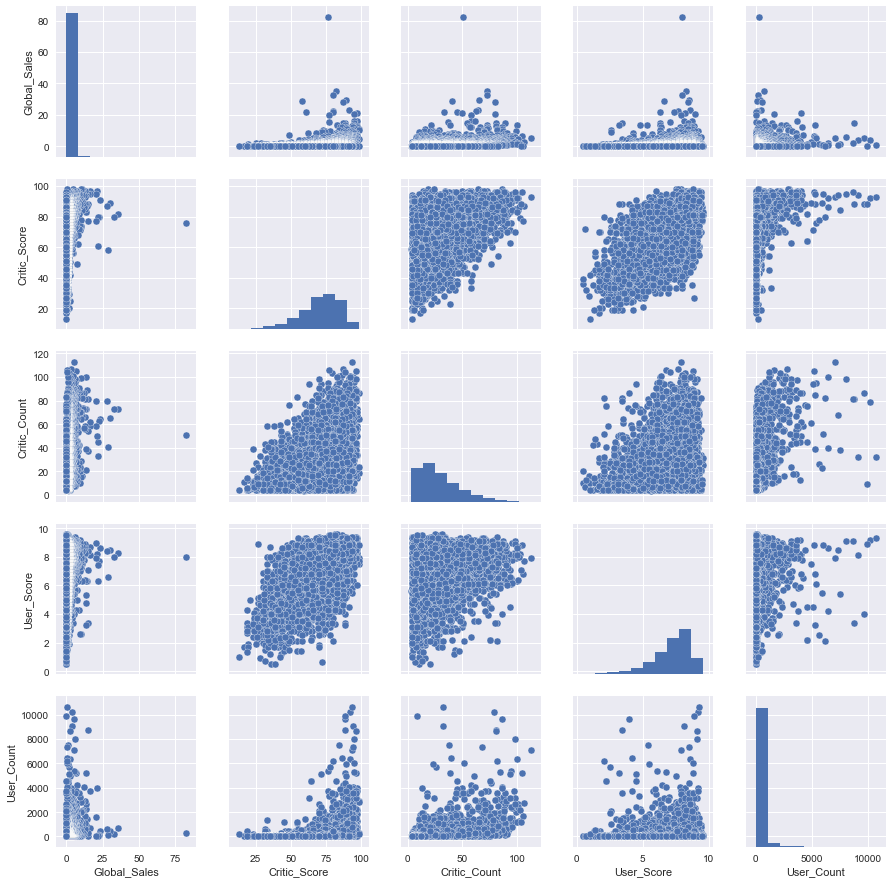 80
60
40
20
0
Global_Sales
100
80
60
40
20
Critic_Score
120
100
80
60
40
20
0
Critic_Count
10
8
6
4
2
0
User_Score
10000
8000
6000
4000
2000
0
User_Count
0 25 50 75
25 50 75 100
0 50 100
0 5 10
0 5000 10000
Global_Sales Critic_Score Critic_Count User_Score User_Count